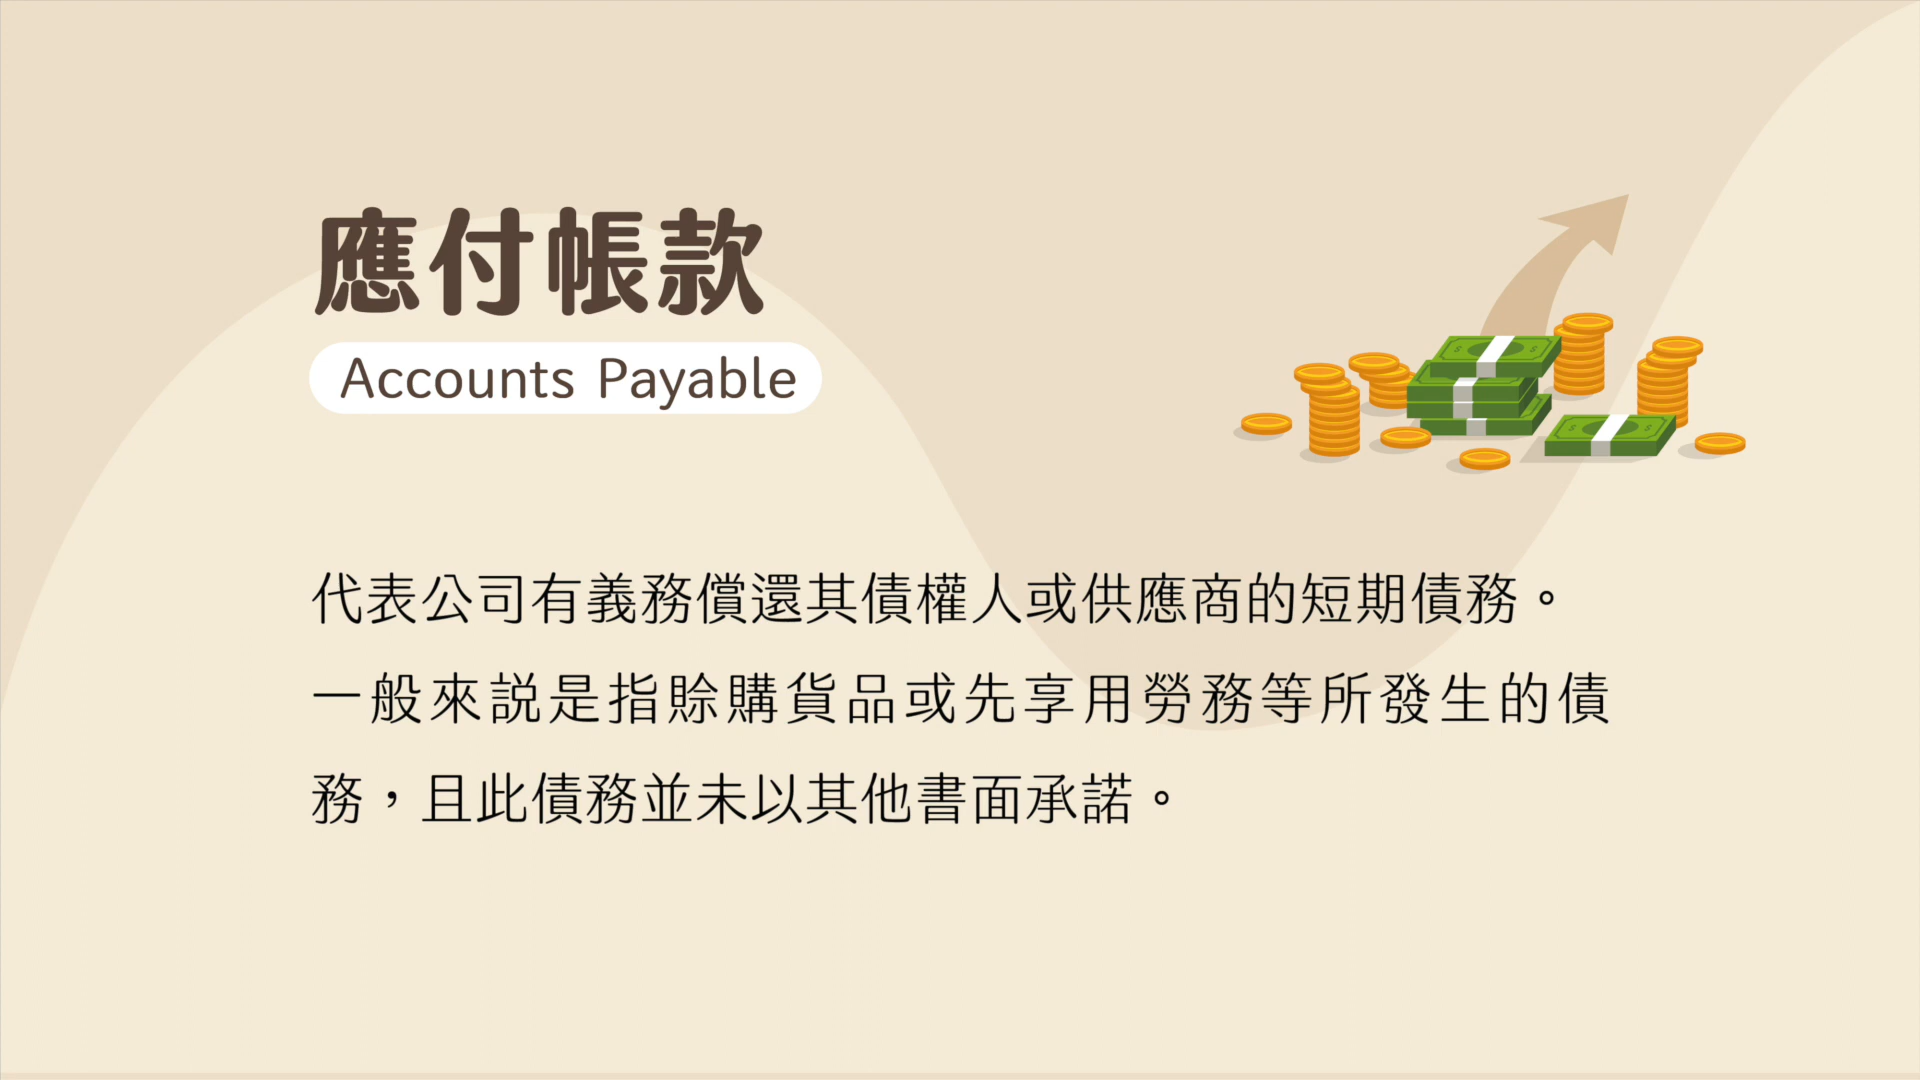 應付帳款
Accounts Payable
代表公司有義務償還其債權人或供應商的短期債務。
一般來説是指賒購貨品或先享用勞務等所發生的債
務，且此債務並未以其他書面承諾。